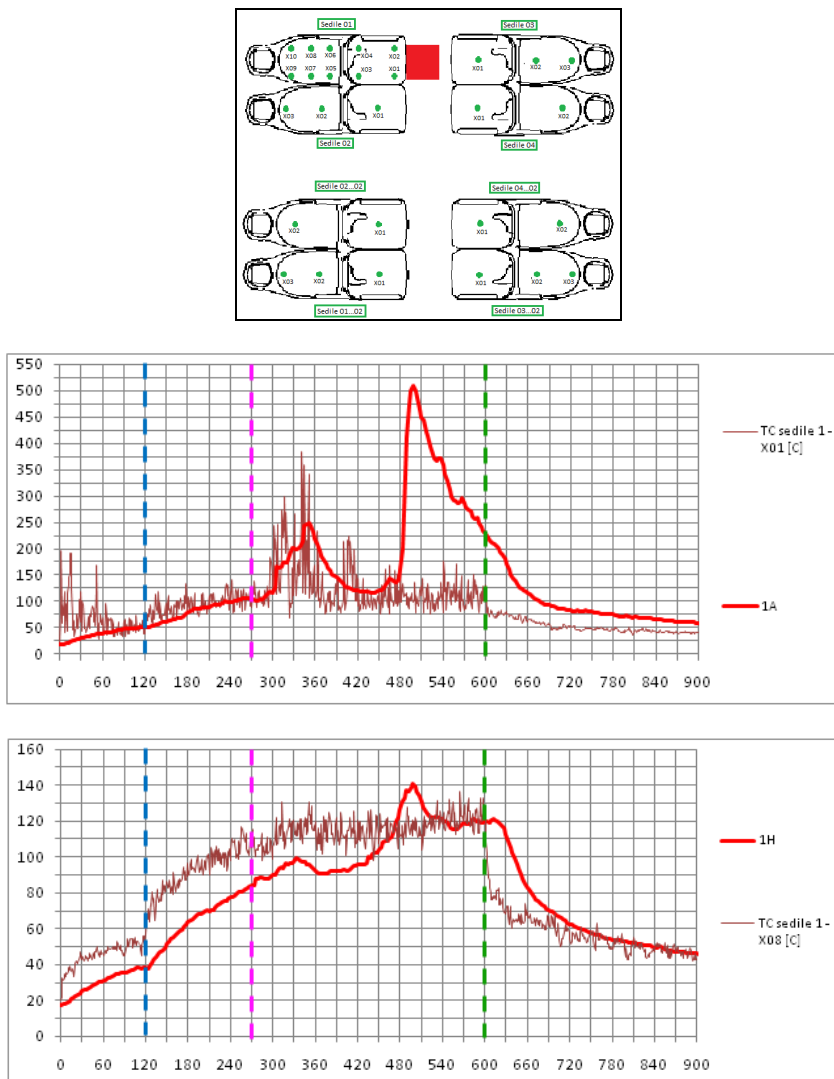 Sedile 01 Sedile 03
X10 X08 X06 X04 X02
X09 X07 X05 X03 X01 X01 X02 X03
X03 X02 X01 X01 X02
Sedile 02 Sedile 04
Sedile 02...02 Sedile 04...02
X02 X01 X01 X02
X03 X02 X01 X01 X02 X03
Sedile 01...02 Sedile 03...02
550
500
450
400
350
300
250
200
150
100
50
0
0 60 120 180 240 300 360 420 480 540 600 660 720 780 840 900
TC sedile 1 -
X01 [C]
1A
160
140
120
100
80
60
40
20
0
0 60 120 180 240 300 360 420 480 540 600 660 720 780 840 900
1H
TC sedile 1 -
X08 [C]